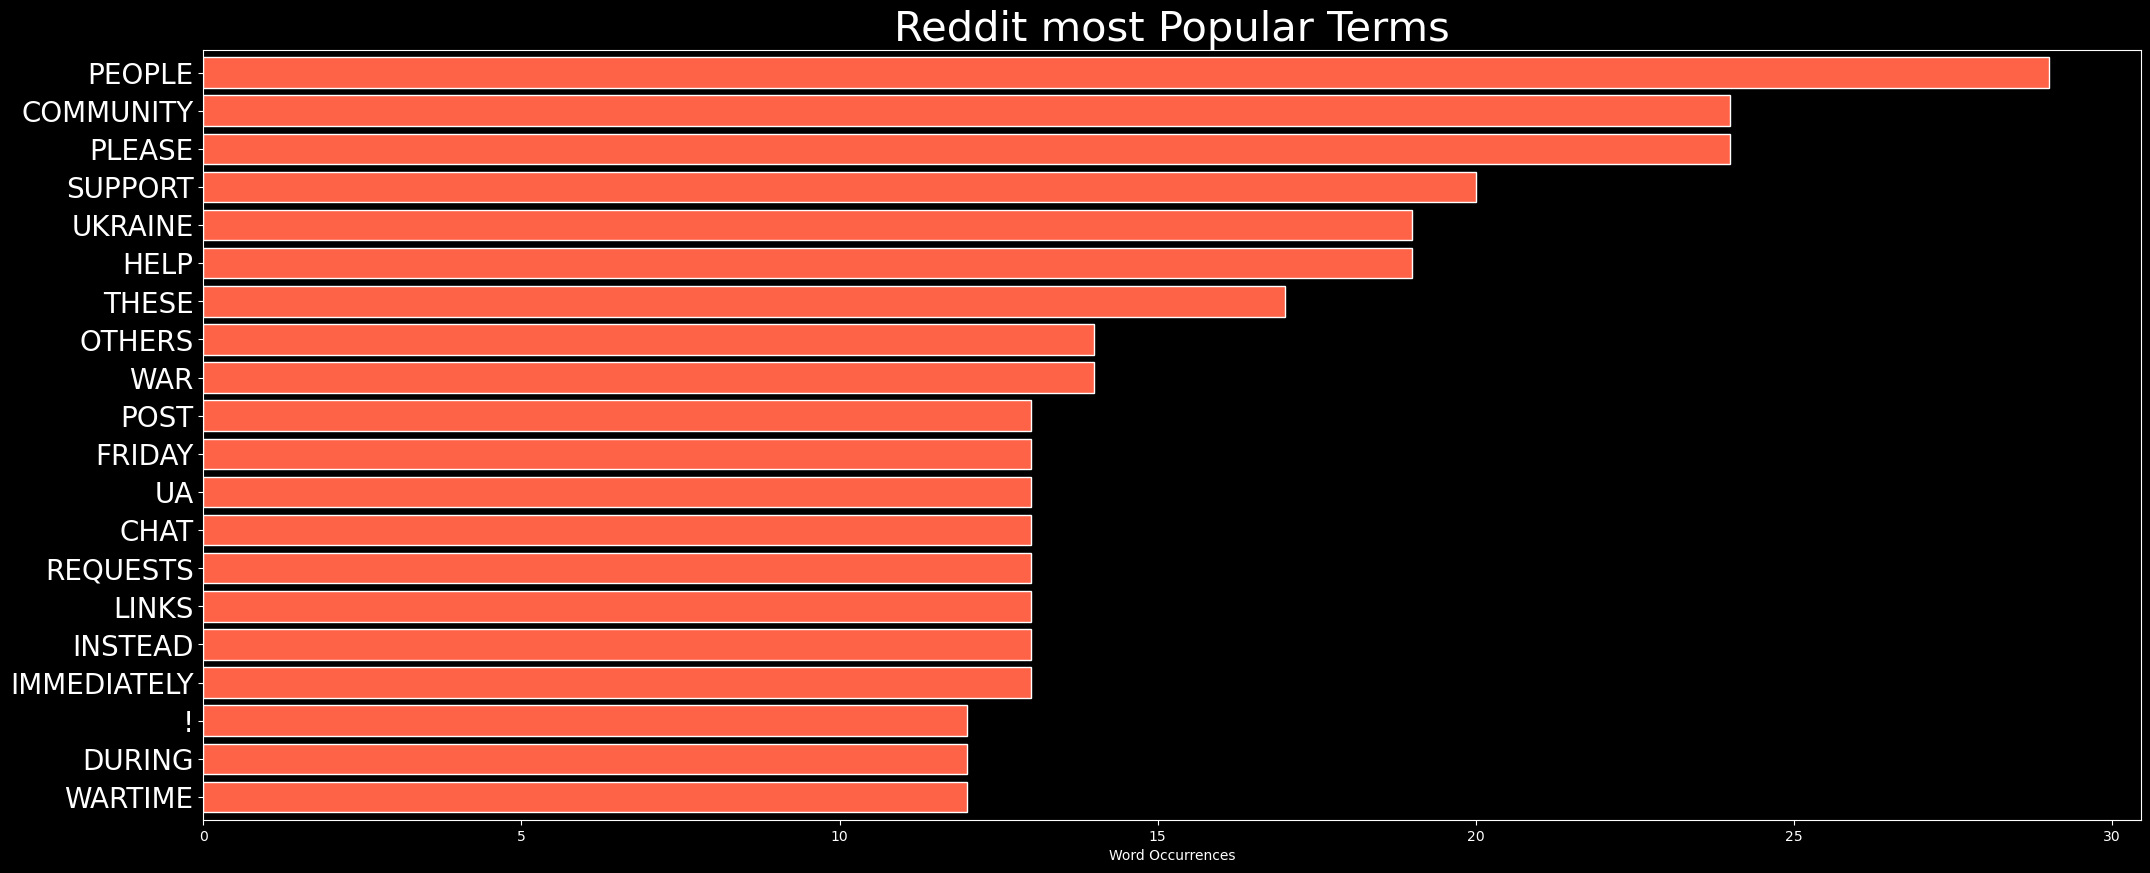 Reddit most Popular Terms
PEOPLE
COMMUNITY
PLEASE
SUPPORT
UKRAINE
HELP
THESE
OTHERS
WAR
POST
FRIDAY
UA
CHAT
REQUESTS
LINKS
INSTEAD
IMMEDIATELY
!
DURING
WARTIME
0 5 10 15 20 25 30
Word Occurrences